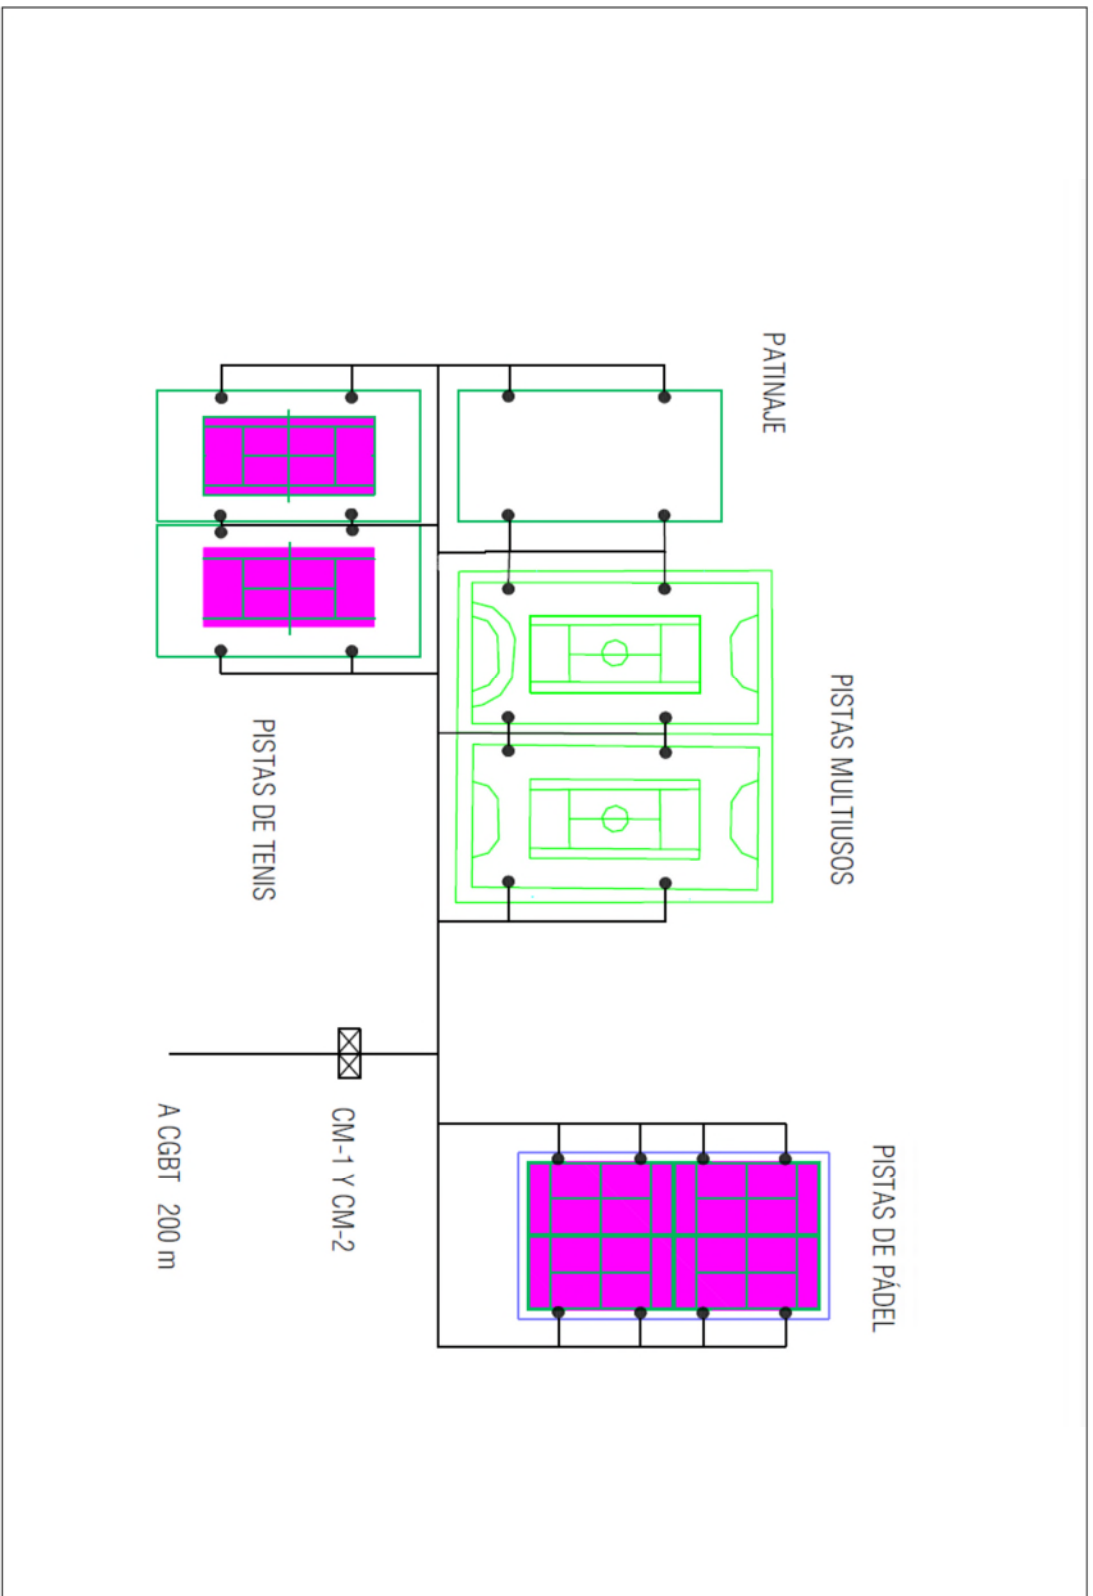 PATINAJE
PISTAS MULTIUSOS
PISTAS DE TENIS
PISTAS DE PÁDEL
CM-1 Y CM-2
A CGBT 200 m